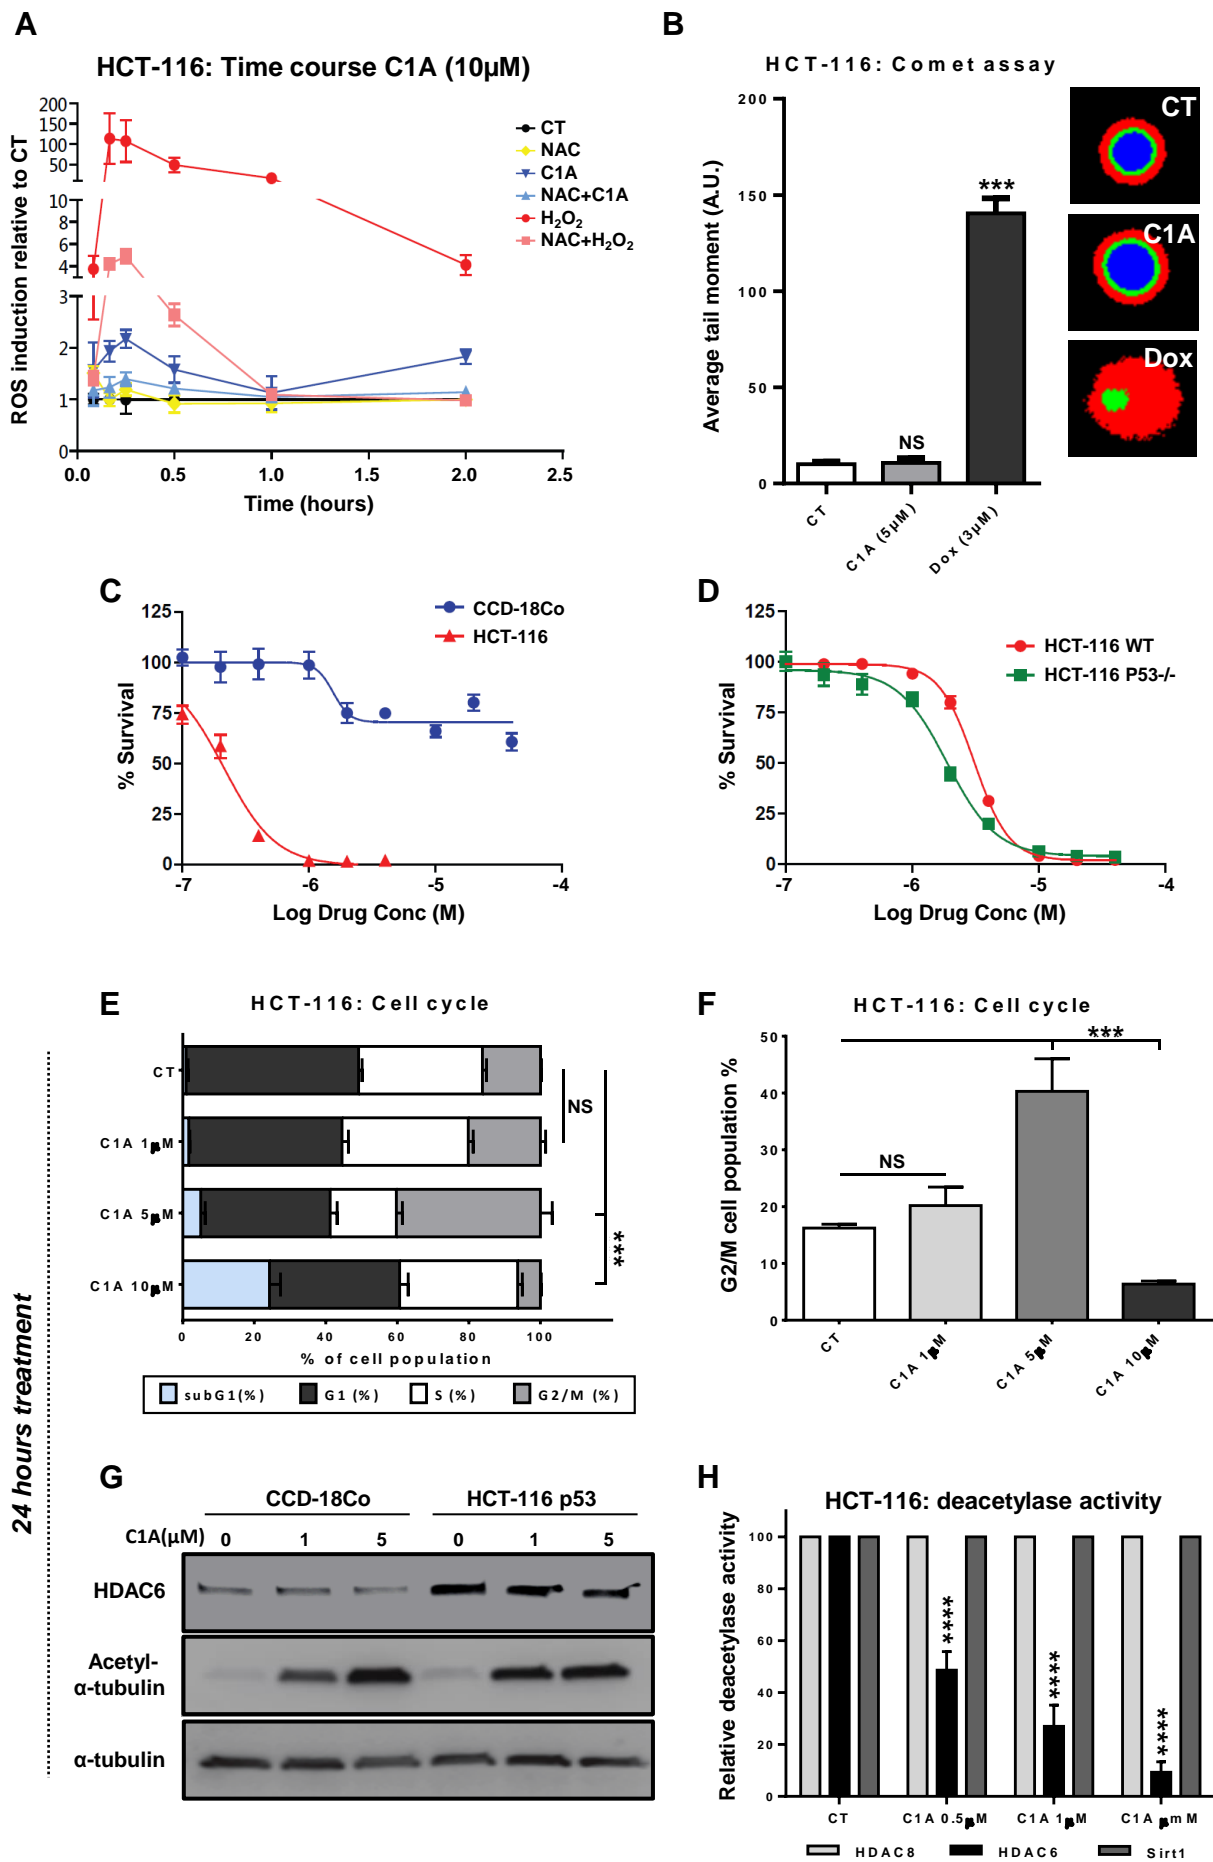 A
HCT-116: Time course C1A (10µM)
ROS induction relative to CT
200
150
100
50
10
8
6
4
3
2
1
0
0.0
0.5
1.0
1.5
2.0
2.5
Time (hours)
CT
NAC
C1A
NAC+C1A
H₂O₂
NAC+H₂O₂
B
HCT-116: Comet assay
Average tail moment (A.U.)
200
150
100
50
0
NS
***
CT
C1A (5µM)
Dox (3µM)
CT
C1A
Dox
C
% Survival
125
100
75
50
25
0
-7
-6
-5
-4
Log Drug Conc (M)
CCD-18Co
HCT-116
D
% Survival
125
100
75
50
25
0
-7
-6
-5
-4
Log Drug Conc (M)
HCT-116 WT
HCT-116 P53-/-
24 hours treatment
E
HCT-116: Cell cycle
CT
C1A 1µM
C1A 5µM
C1A 10µM
NS
***
0
20
40
60
80
100
% of cell population
subG1(%)
G1 (%)
S (%)
G2/M (%)
F
HCT-116: Cell cycle
G2/M cell population %
50
40
30
20
10
0
NS
***
CT
C1A 1µM
C1A 5µM
C1A 10µM
G
CCD-18Co
HCT-116 p53
C1A(µM)
0 1 5 0 1 5
HDAC6
Acetyl-
α-tubulin
α-tubulin
H
HCT-116: deacetylase activity
Relative deacetylase activity
100
80
60
40
20
0
****
****
****
CT
C1A 0.5µM
C1A 1µM
C1A µm M
HDAC8
HDAC6
Sirt1